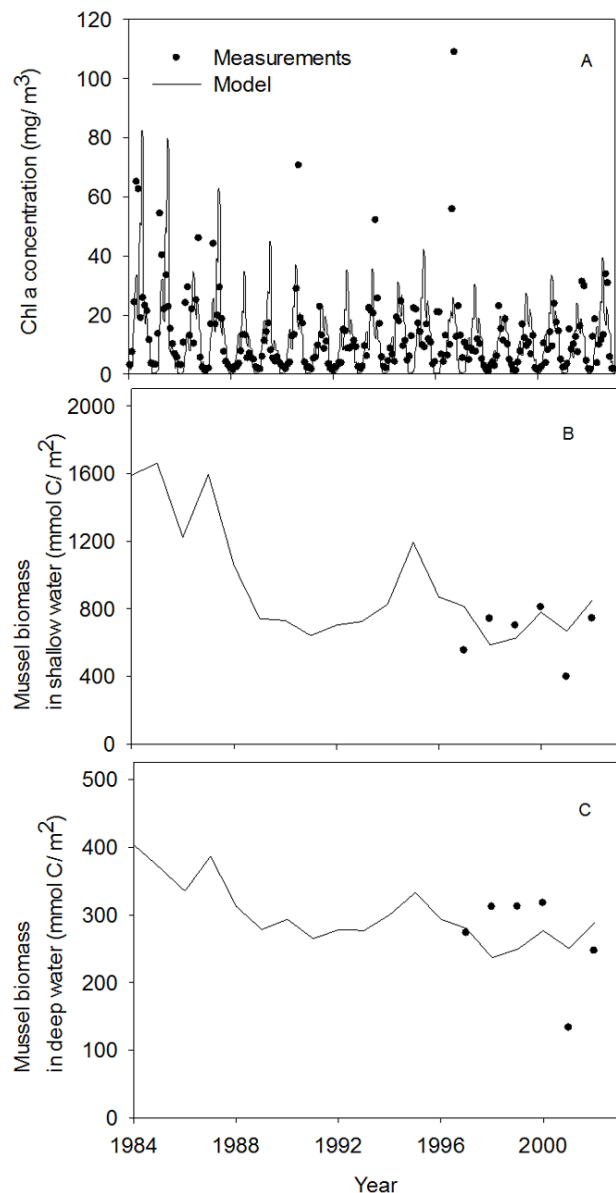 120
100
80
60
40
20
0
Chl a concentration (mg/ m³)
Measurements
Model
A
2000
1600
1200
800
400
0
Mussel biomass
in shallow water (mmol C/ m²)
B
500
400
300
200
100
0
Mussel biomass
in deep water (mmol C/ m²)
C
1984 1988 1992 1996 2000
Year